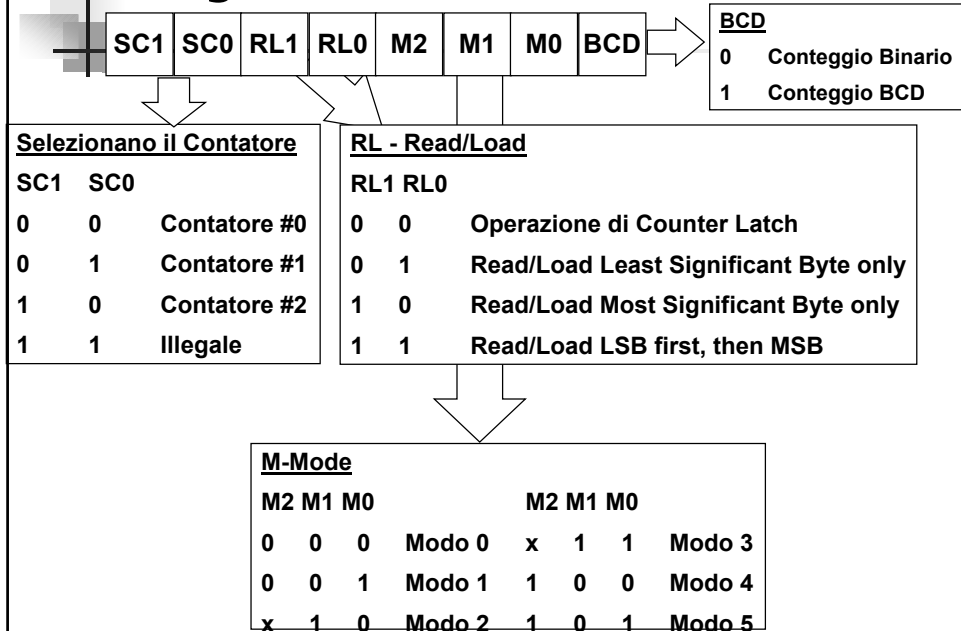 SC1 SC0 RL1 RL0 M2 M1 M0 BCD
BCD
0 Conteggio Binario
1 Conteggio BCD
Selezionano il Contatore
SC1 SC0
0 0 Contatore #0
0 1 Contatore #1
1 0 Contatore #2
1 1 Illegale
RL - Read/Load
RL1 RL0
0 0 Operazione di Counter Latch
0 1 Read/Load Least Significant Byte only
1 0 Read/Load Most Significant Byte only
1 1 Read/Load LSB first, then MSB
M-Mode
M2 M1 M0 M2 M1 M0
0 0 0 Modo 0 x 1 1 Modo 3
0 0 1 Modo 1 1 0 0 Modo 4
x 1 0 Modo 2 1 0 1 Modo 5